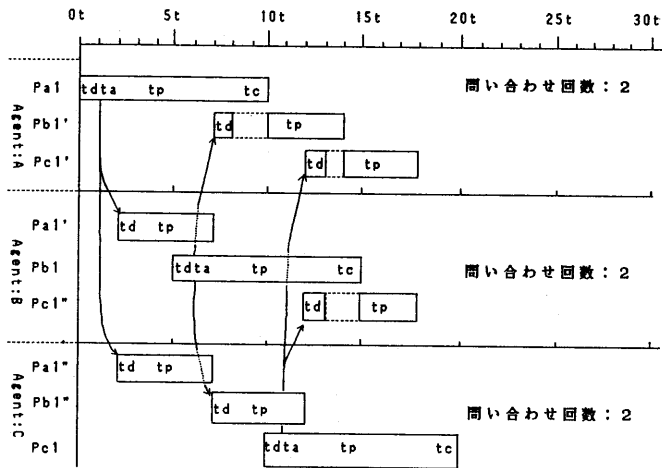 0t 5t 10t 15t 20t 25t 30t
Pa1 tdta tp tc 問い合わせ回数：2
Pb1' td tp
Pc1' td tp
Agent:A
Pa1' td tp
Pb1 tdta tp tc 問い合わせ回数：2
Pc1" td tp
Agent:B
Pa1" td tp
Pb1" td tp 問い合わせ回数：2
Pc1 tdta tp tc
Agent:C